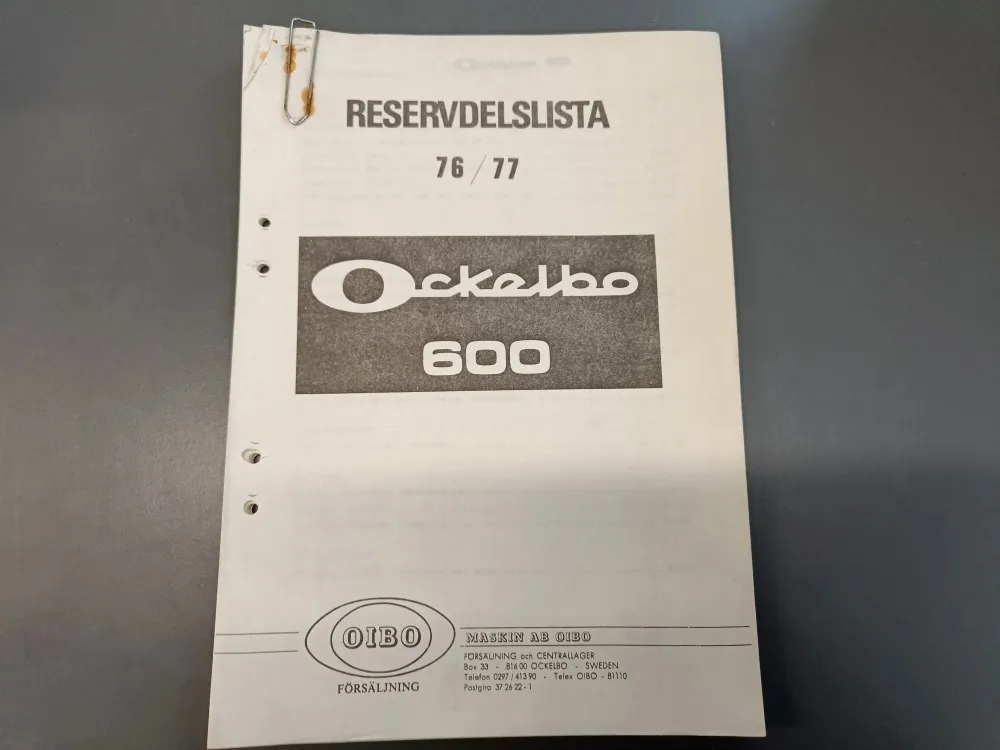 RESERVDELSLISTA
76 / 77
Ockelbo
600
OIBO
FÖRSÄLJNING
MASKIN AB OIBO
FÖRSÄLJNING och CENTRALLAGER
Box 33 - 816 00 OCKELBO - SWEDEN
Telefon 0297 / 413 90 - Telex OIBO - 81110
Postgiro 37 26 22 - 1